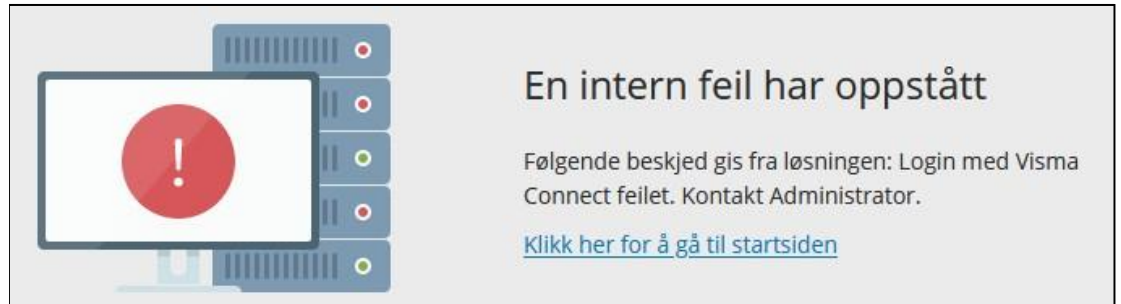 En intern feil har oppstått
Følgende beskjed gis fra løsningen: Login med Visma
Connect feilet. Kontakt Administrator.
Klikk her for å gå til startsiden